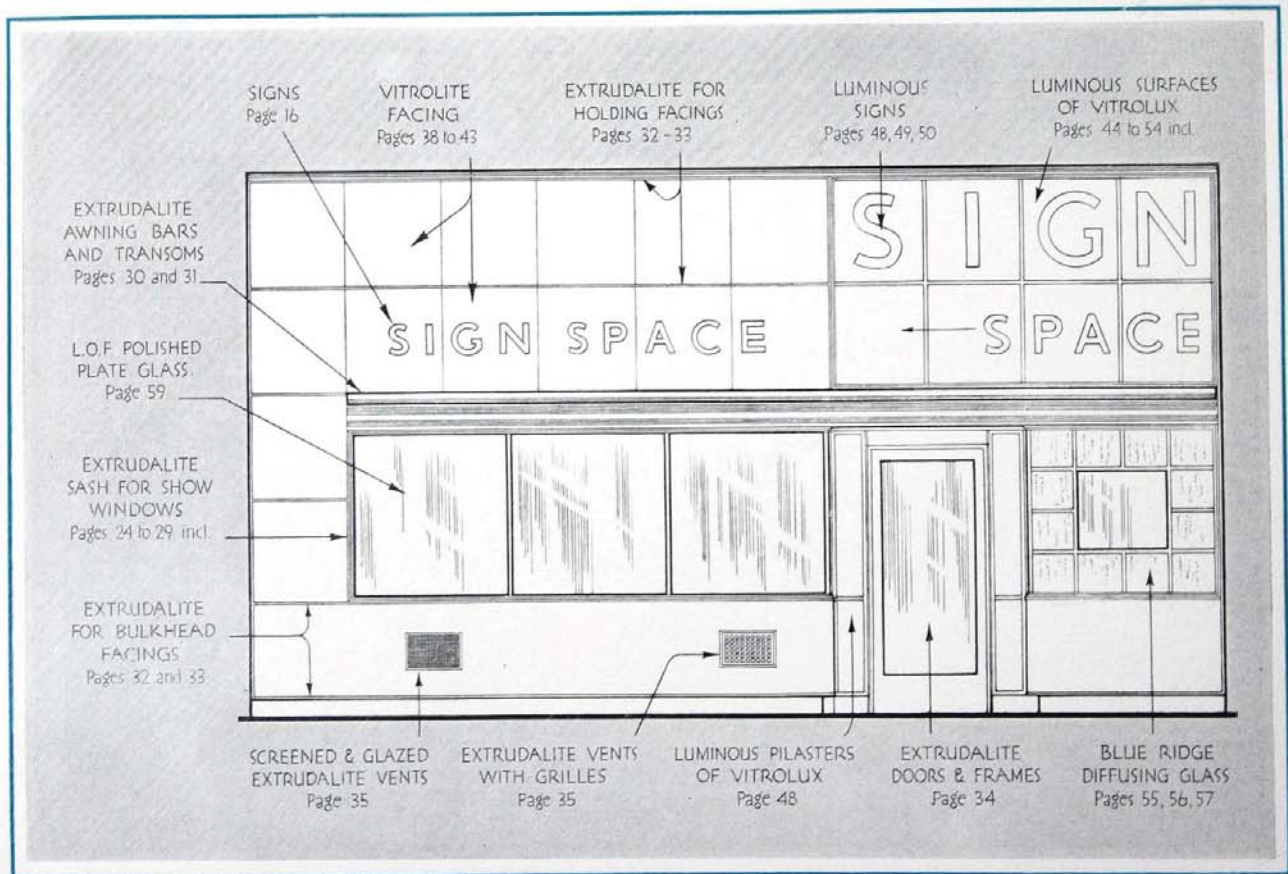 SIGNS
Page 16
VITROLITE
FACING
Pages 38 to 43
EXTRUDALITE FOR
HOLDING FACINGS
Pages 32-33
LUMINOUS
SIGNS
Pages 48, 49, 50
LUMINOUS SURFACES
OF VITROLUX
Pages 44 to 54 incl.
EXTRUDALITE
AWNING BARS
AND TRANSOMS
Pages 30 and 31
L.O.F. POLISHED
PLATE GLASS
Page 59
EXTRUDALITE
SASH FOR SHOW
WINDOWS
Pages 24 to 29 incl.
EXTRUDALITE
FOR BULKHEAD
FACINGS
Pages 32 and 33
SIGN SPACE
SIGN
SPACE
SCREENED & GLAZED
EXTRUDALITE VENTS
Page 35
EXTRUDALITE VENTS
WITH GRILLES
Page 35
LUMINOUS PILASTERS
OF VITROLUX
Page 48
EXTRUDALITE
DOORS & FRAMES
Page 34
BLUE RIDGE
DIFFUSING GLASS
Pages 55, 56, 57